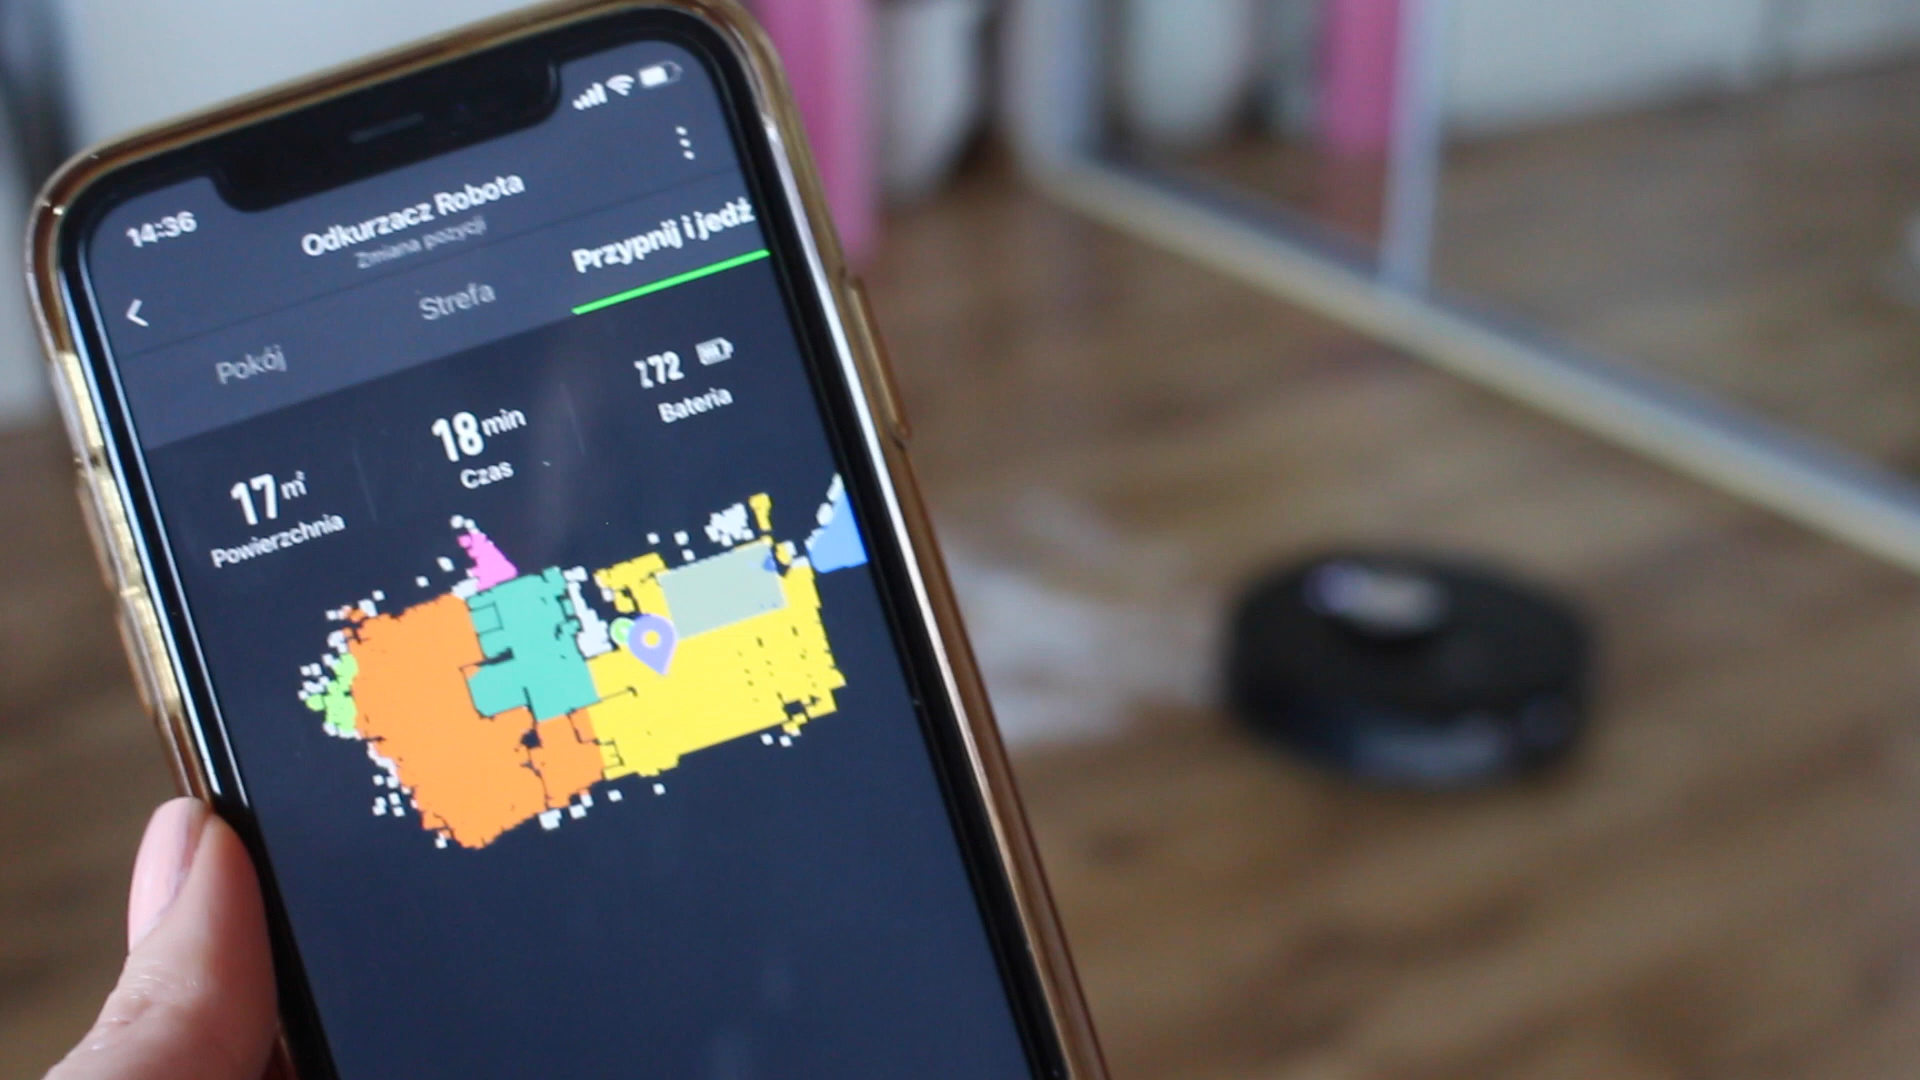 14:36
Odkurzacz Robota
Zmiana pozycji
Pokój
Strefa
Przypnij i jedź
17 m²
Powierzchnia
18 min
Czas
%72
Bateria